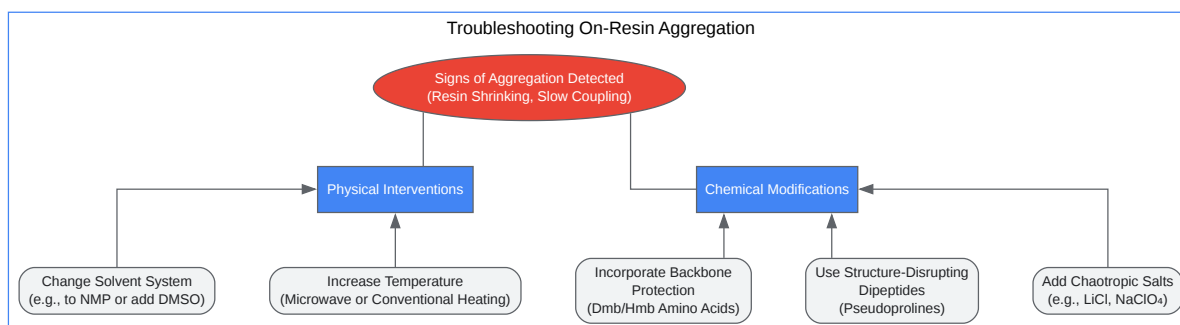 Troubleshooting On-Resin Aggregation
Signs of Aggregation Detected
(Resin Shrinking, Slow Coupling)
Physical Interventions
Chemical Modifications
Change Solvent System
(e.g., to NMP or add DMSO)
Increase Temperature
(Microwave or Conventional Heating)
Incorporate Backbone
Protection
(Dmb/Hmb Amino Acids)
Use Structure-Disrupting
Dipeptides
(Pseudoprolines)
Add Chaotropic Salts
(e.g., LiCl, NaClO₄)